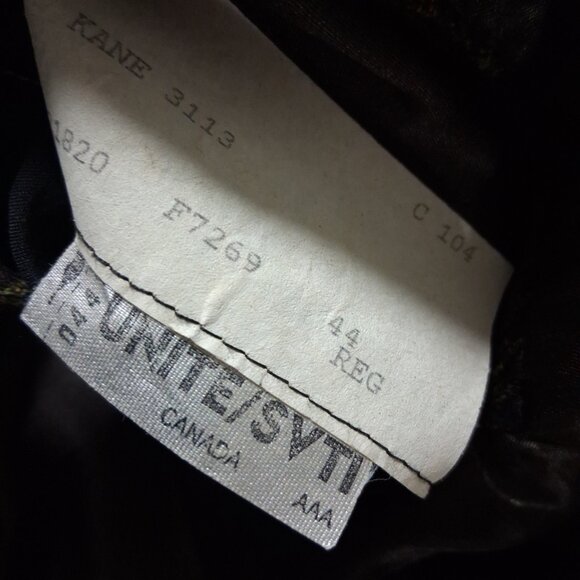 KANE 3113
C 104
1820
F7269
44
REG
UNITE/SVTI
CANADA
AAA